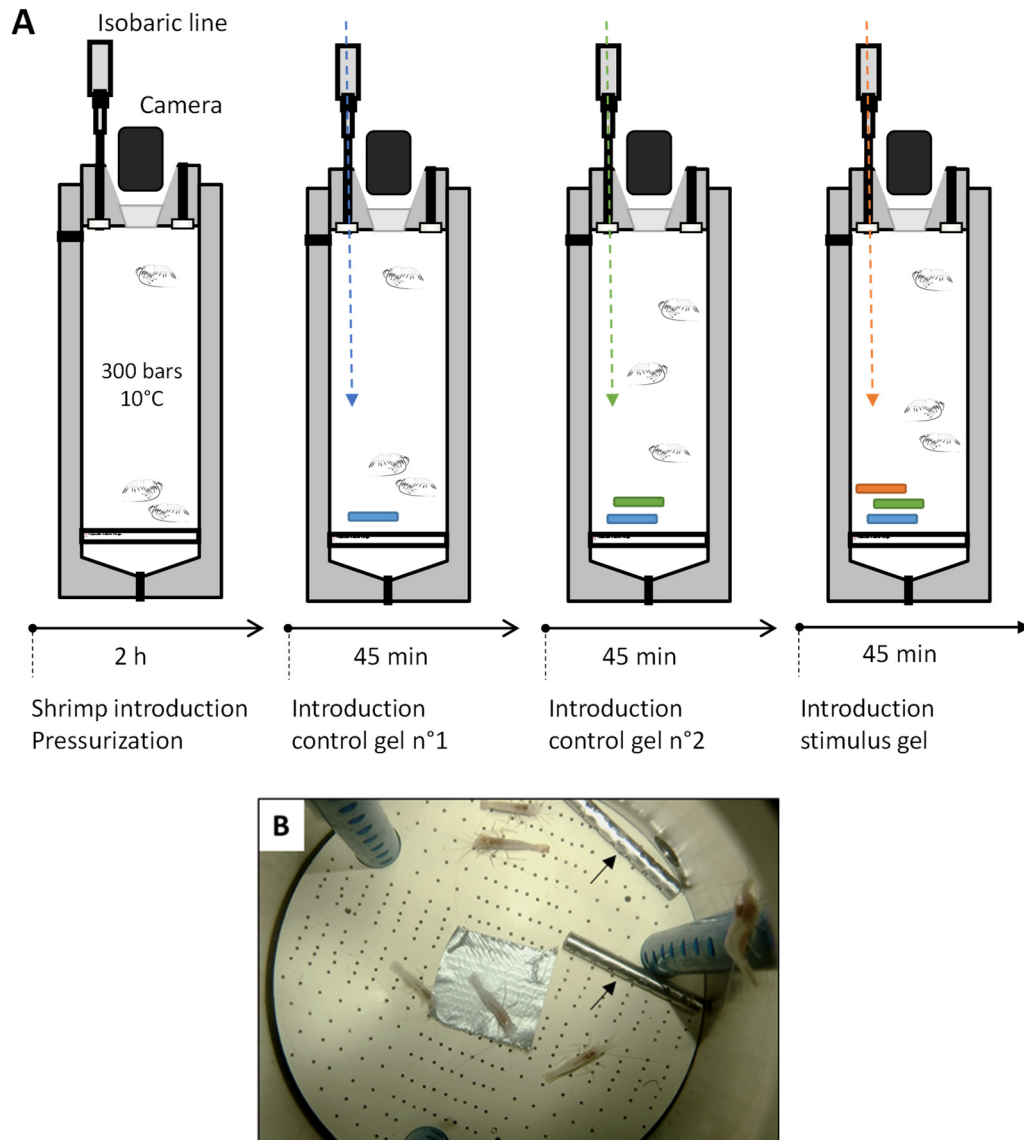 A
Isobaric line
Camera
300 bars
10°C
2 h
45 min
45 min
45 min
Shrimp introduction
Pressurization
Introduction
control gel n°1
Introduction
control gel n°2
Introduction
stimulus gel
B